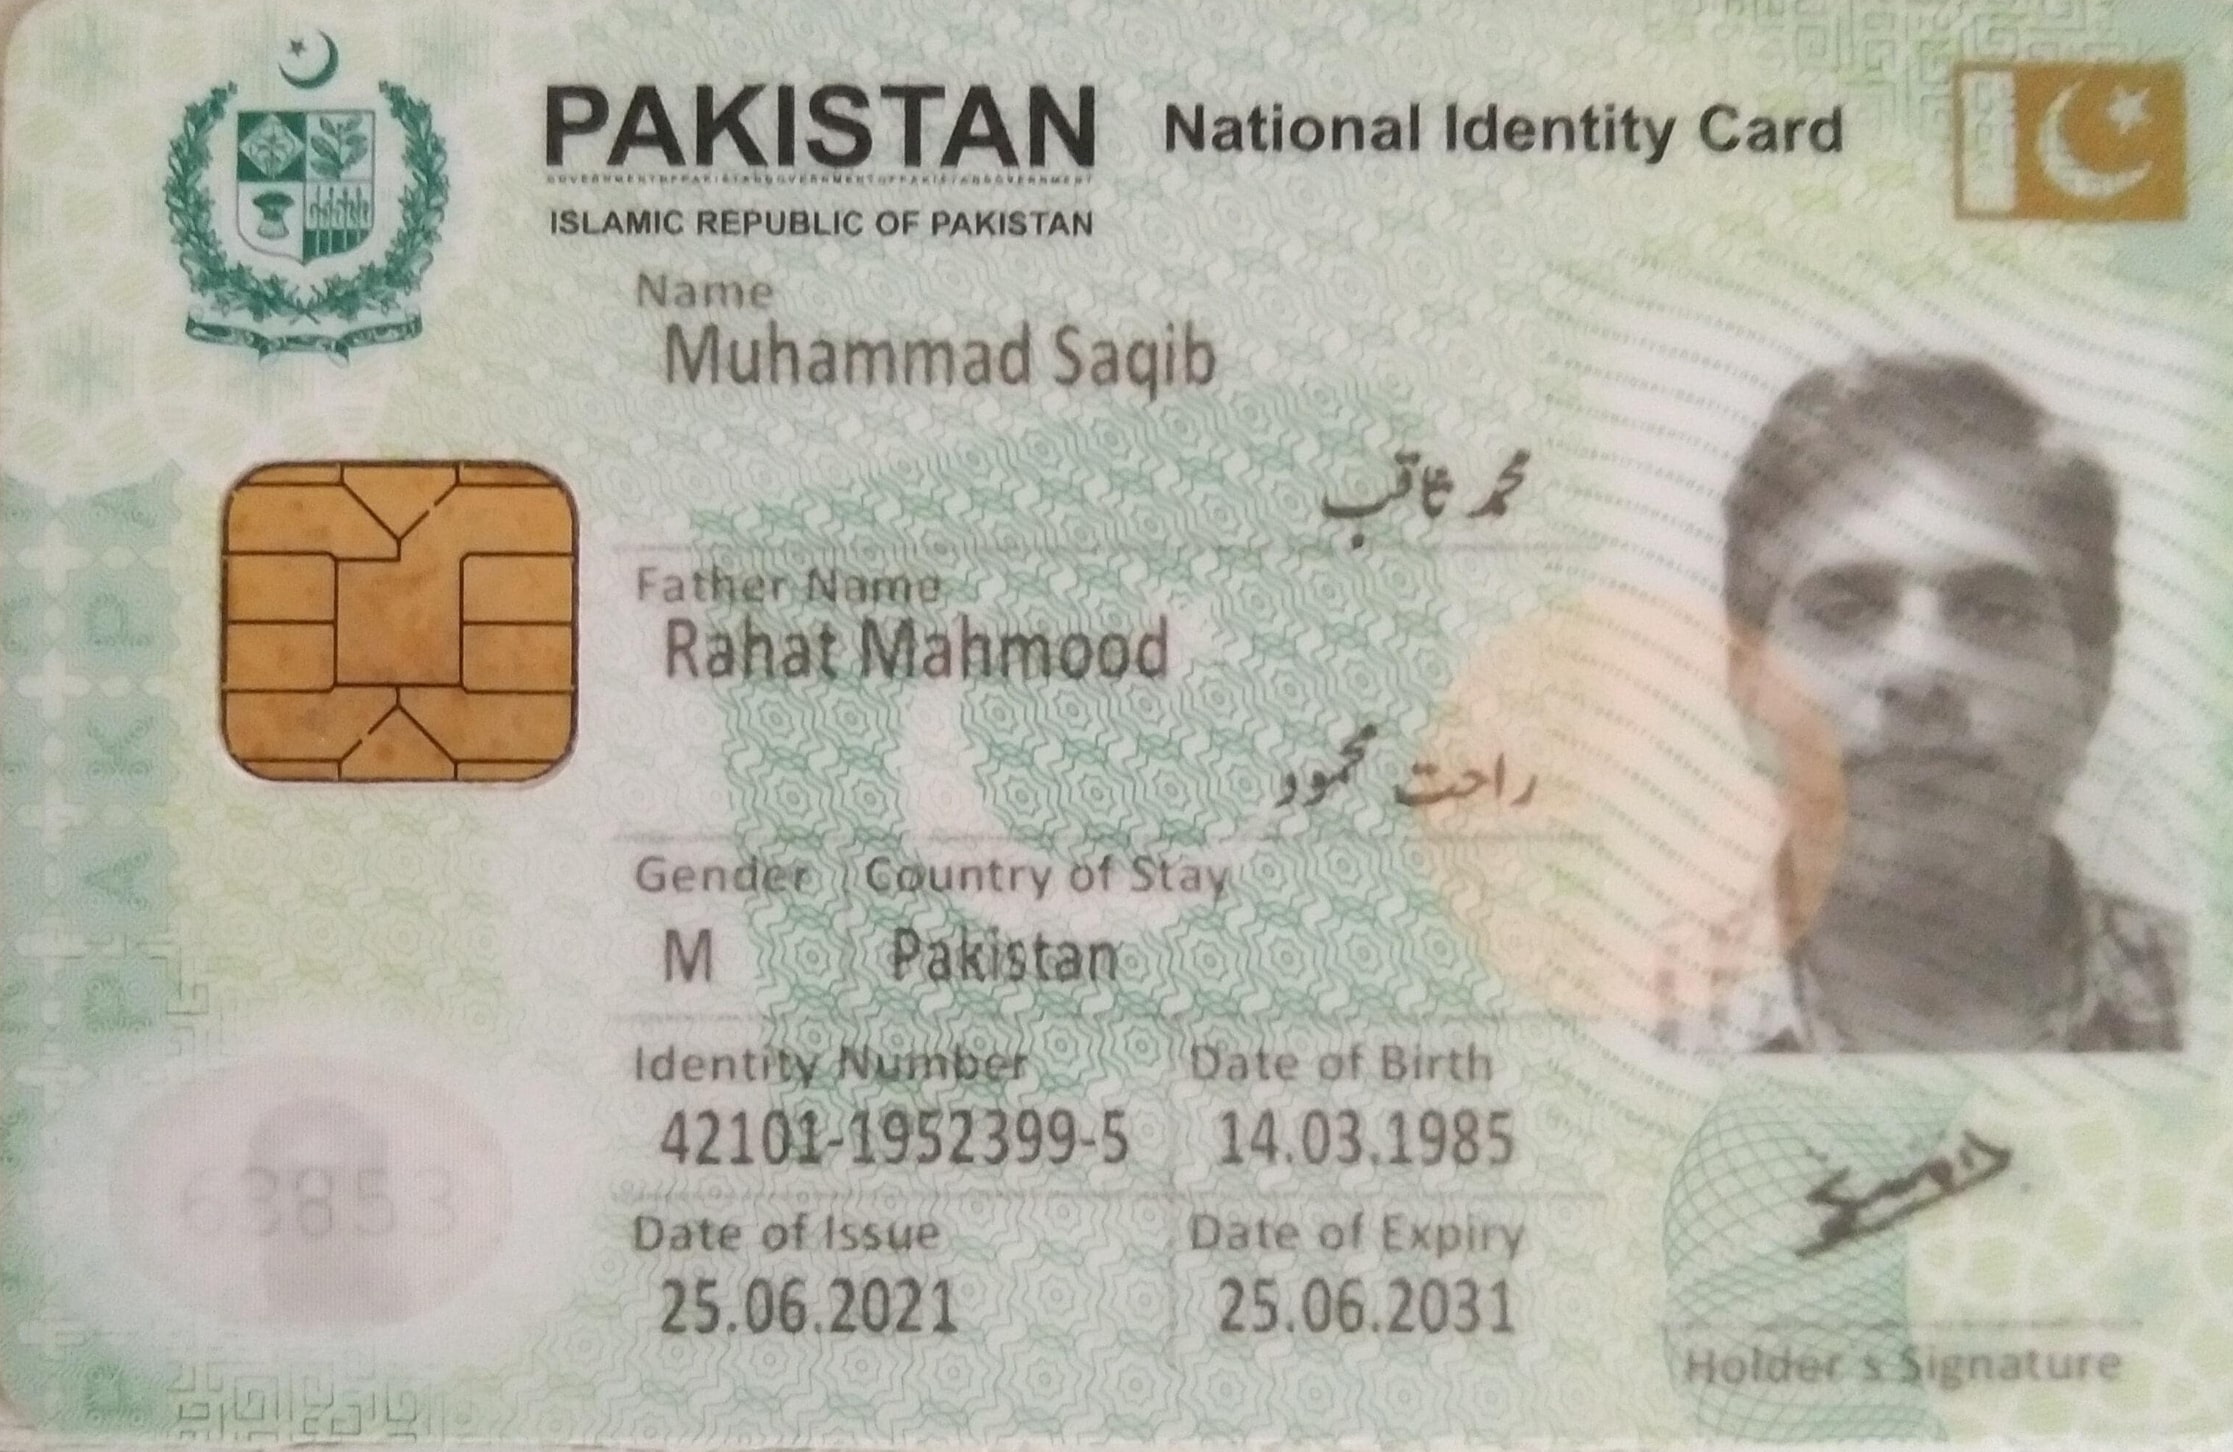 PAKISTAN National Identity Card
ISLAMIC REPUBLIC OF PAKISTAN
Name
Muhammad Saqib
محمد ثاقب
Father Name
Rahat Mahmood
راحت محمود
Gender Country of Stay
M Pakistan
Identity Number Date of Birth
42101-1952399-5 14.03.1985
Date of Issue Date of Expiry
25.06.2021 25.06.2031
63853
Holder s Signature
PAKP